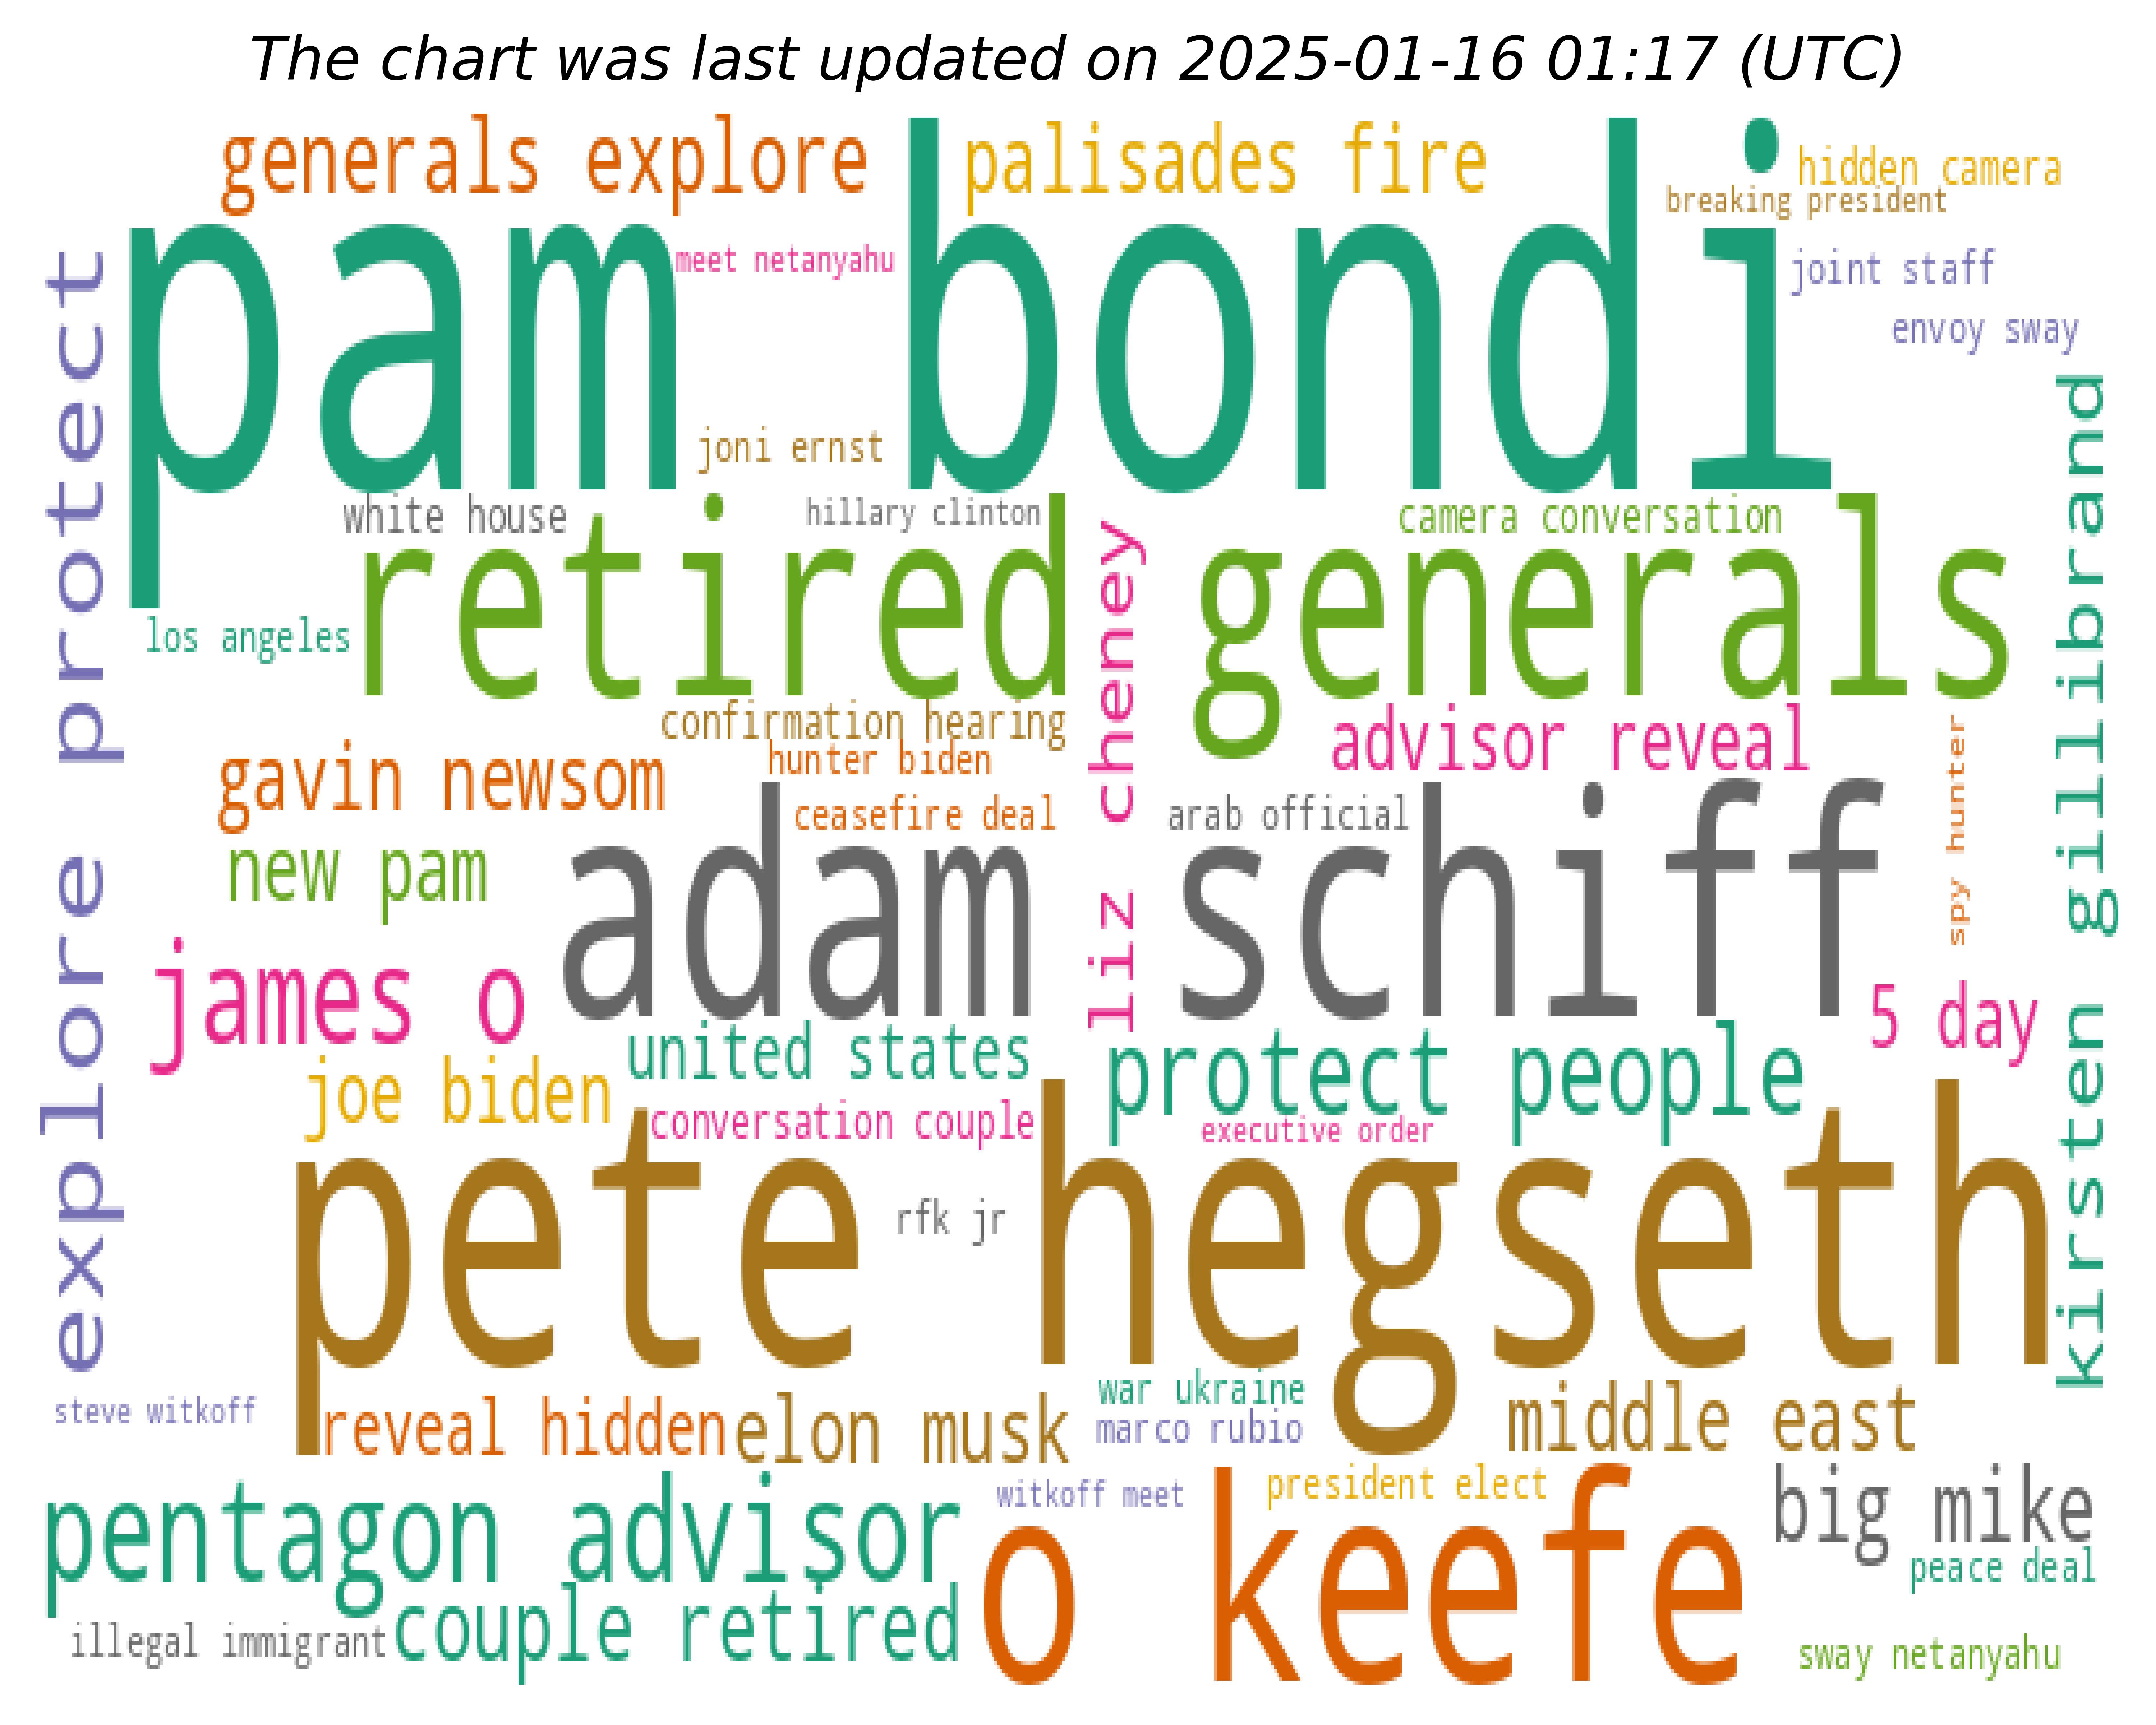 The chart was last updated on 2025-01-16 01:17 (UTC)
generals explore
palisades fire
hidden camera
breaking president
pam bondi
meet netanyahu
joint staff
envoy sway
explore protect
kirsten gillibrand
joni ernst
white house
hillary clinton
camera conversation
retired generals
liz cheney
los angeles
confirmation hearing
advisor reveal
gavin newsom
hunter biden
spy hunter
ceasefire deal
arab official
adam schiff
new pam
james o
5 day
united states
protect people
joe biden
conversation couple
executive order
pete hegseth
rfk jr
steve witkoff
reveal hidden
elon musk
war ukraine
marco rubio
middle east
pentagon advisor
witkoff meet
president elect
big mike
o keefe
peace deal
couple retired
illegal immigrant
sway netanyahu